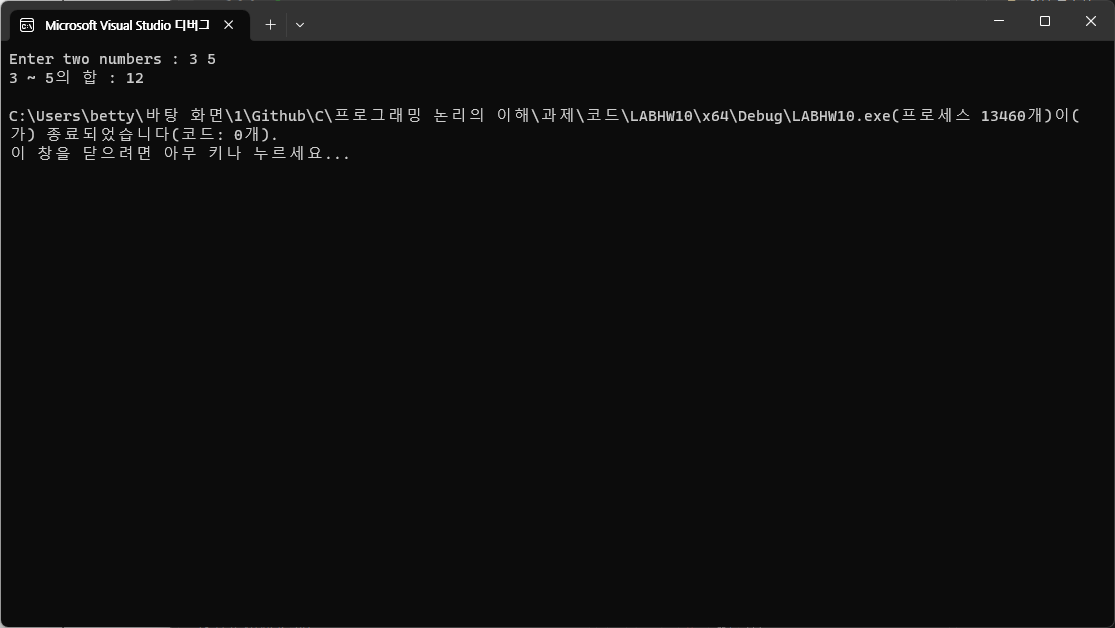 Microsoft Visual Studio 디버그
Enter two numbers : 3 5
3 ~ 5의 합 : 12
C:\Users\betty\바탕 화면\1\Github\C\프로그래밍 논리의 이해\과제\코드\LABHW10\x64\Debug\LABHW10.exe(프로세스 13460개)이(
가) 종료되었습니다(코드: 0개).
이 창을 닫으려면 아무 키나 누르세요...